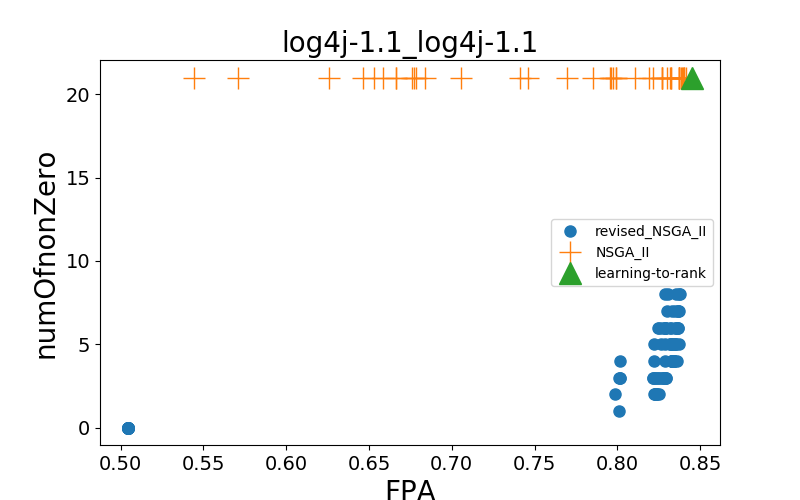 log4j-1.1_log4j-1.1
numOfnonZero
20
15
10
5
0
revised_NSGA_II
NSGA_II
learning-to-rank
0.50 0.55 0.60 0.65 0.70 0.75 0.80 0.85
FPA